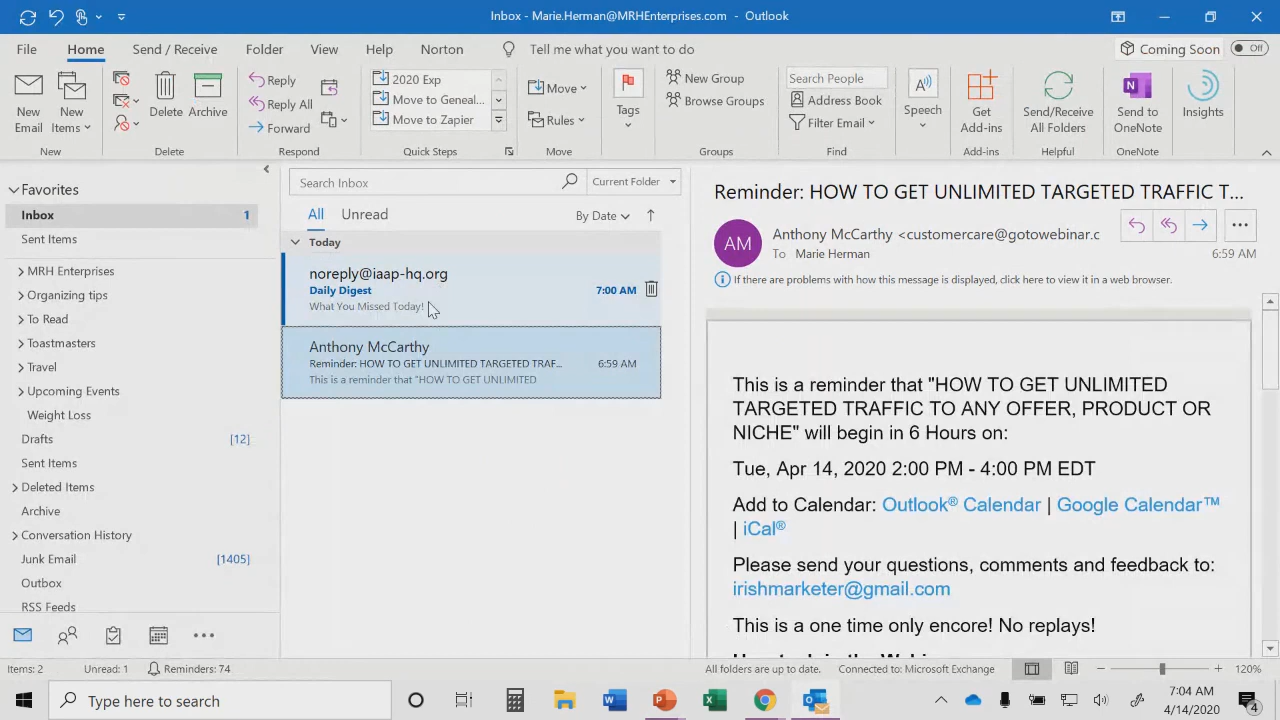 Inbox - Marie.Herman@MRHEnterprises.com - Outlook
File Home Send / Receive Folder View Help Norton Tell me what you want to do Coming Soon Off
New Email
New Items
New
Delete
Archive
Delete
Reply
Reply All
Forward
Respond
2020 Exp
Move to Geneal...
Move to Zapier
Quick Steps
Move
Rules
Move
Tags
New Group
Browse Groups
Groups
Search People
Address Book
Filter Email
Find
Speech
Get Add-ins
Add-ins
Send/Receive All Folders
Helpful
Send to OneNote
OneNote
Insights
Favorites
Inbox 1
Sent Items
MRH Enterprises
Organizing tips
To Read
Toastmasters
Travel
Upcoming Events
Weight Loss
Drafts [12]
Sent Items
Deleted Items
Archive
Conversation History
Junk Email [1405]
Outbox
RSS Feeds
Search Inbox Current Folder
All Unread By Date
Today
noreply@iaap-hq.org
Daily Digest 7:00 AM
What You Missed Today!
Anthony McCarthy
Reminder: HOW TO GET UNLIMITED TARGETED TRAF... 6:59 AM
This is a reminder that "HOW TO GET UNLIMITED
Reminder: HOW TO GET UNLIMITED TARGETED TRAFFIC T...
AM
Anthony McCarthy <customercare@gotowebinar.c
To Marie Herman 6:59 AM
If there are problems with how this message is displayed, click here to view it in a web browser.
This is a reminder that "HOW TO GET UNLIMITED
TARGETED TRAFFIC TO ANY OFFER, PRODUCT OR
NICHE" will begin in 6 Hours on:
Tue, Apr 14, 2020 2:00 PM - 4:00 PM EDT
Add to Calendar: Outlook® Calendar | Google Calendar™
| iCal®
Please send your questions, comments and feedback to:
irishmarketer@gmail.com
This is a one time only encore! No replays!
Items: 2 Unread: 1 Reminders: 74 All folders are up to date. Connected to: Microsoft Exchange 120%
Type here to search
7:04 AM
4/14/2020
4